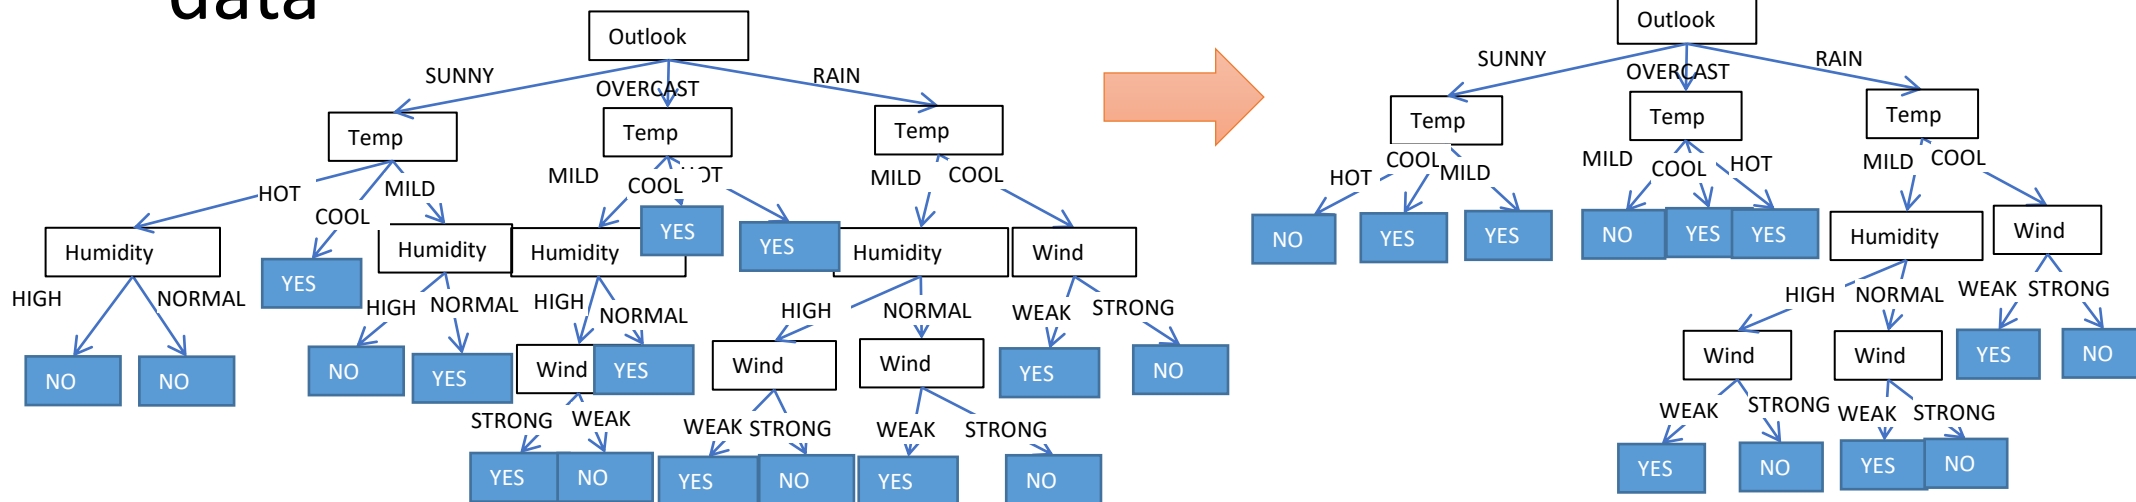 data
Outlook
SUNNY
OVERCAST
RAIN
Temp
Temp
Temp
HOT
COOL
MILD
MILD
COOL
MILD
COOL
Humidity
YES
Humidity
Humidity
YES
YES
Humidity
Wind
HIGH
NORMAL
HIGH
NORMAL
HIGH
NORMAL
HIGH
NORMAL
WEAK
STRONG
NO
NO
NO
YES
Wind
YES
Wind
Wind
YES
NO
STRONG
WEAK
WEAK
STRONG
WEAK
STRONG
YES
NO
YES
NO
YES
NO
Outlook
SUNNY
OVERCAST
RAIN
Temp
Temp
Temp
HOT
COOL
MILD
MILD
COOL
HOT
MILD
COOL
NO
YES
YES
NO
YES
YES
Humidity
Wind
HIGH
NORMAL
WEAK
STRONG
Wind
Wind
YES
NO
WEAK
STRONG
WEAK
STRONG
YES
NO
YES
NO